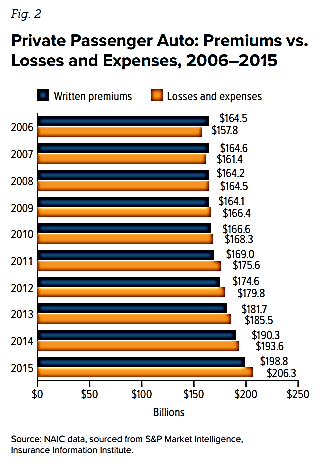 Fig. 2
Private Passenger Auto: Premiums vs.
Losses and Expenses, 2006–2015
Written premiums Losses and expenses
2006 $164.5
$157.8
2007 $164.6
$161.4
2008 $164.2
$164.5
2009 $164.1
$166.4
2010 $166.6
$168.3
2011 $169.0
$175.6
2012 $174.6
$179.8
2013 $181.7
$185.5
2014 $190.3
$193.6
2015 $198.8
$206.3
$0 $50 $100 $150 $200 $250
Billions
Source: NAIC data, sourced from S&P Market Intelligence,
Insurance Information Institute.